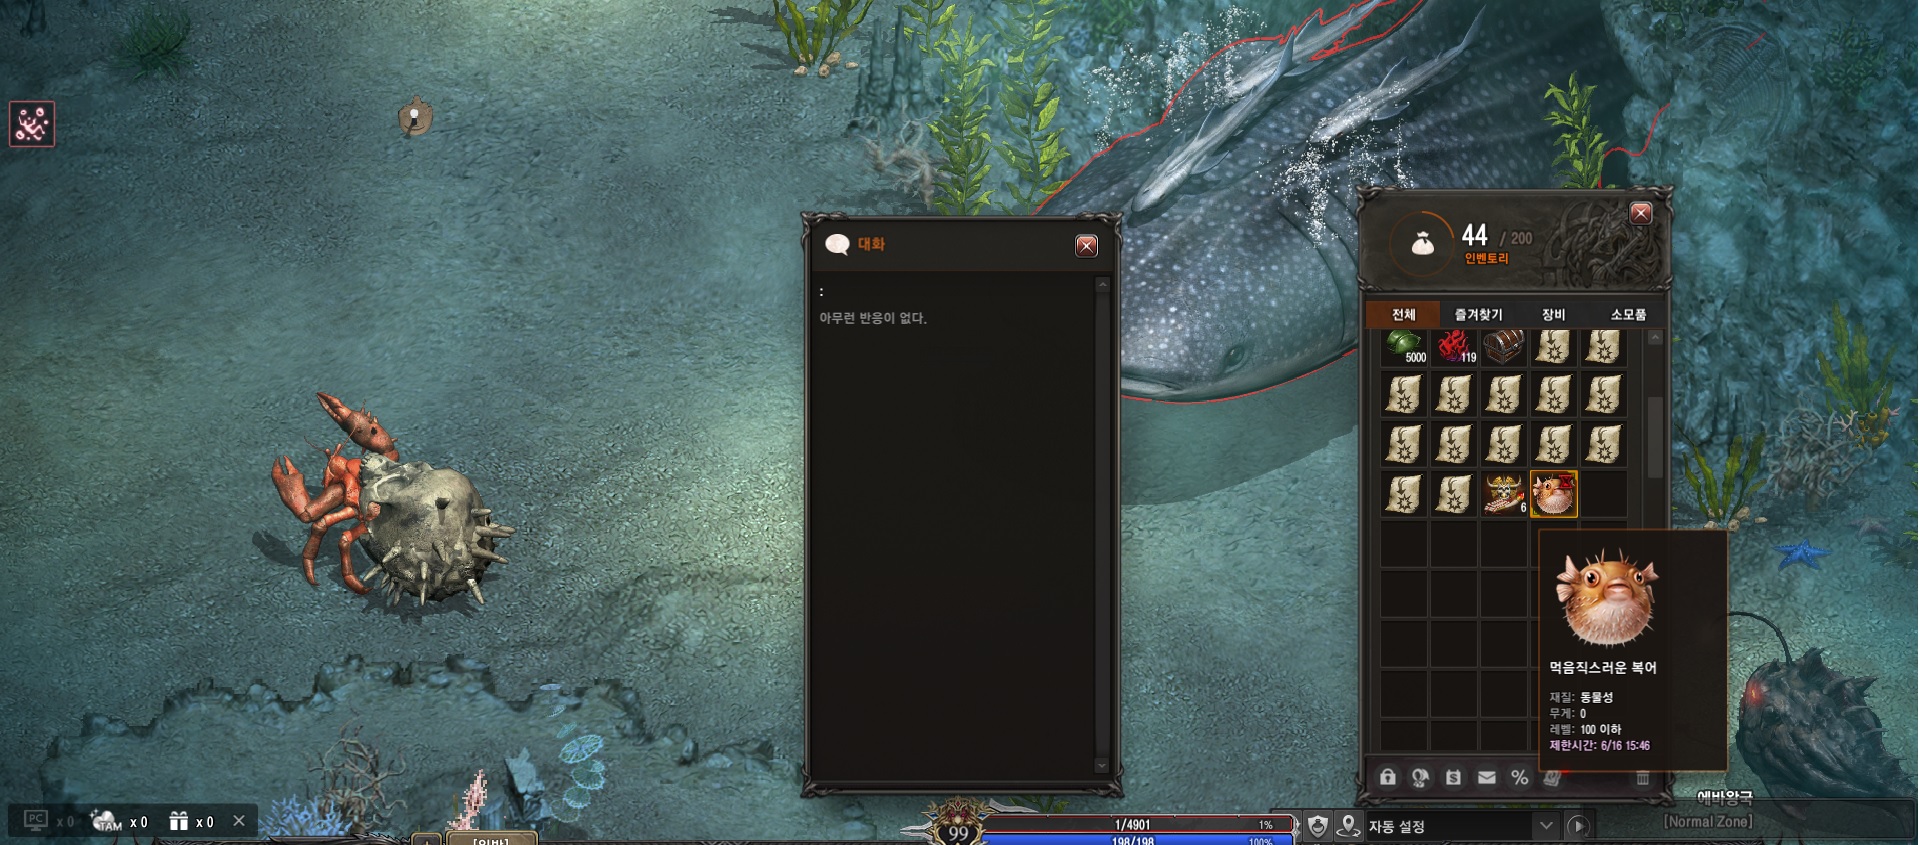 대화
:
아무런 반응이 없다.
44 / 200
인벤토리
전체 즐겨찾기 장비 소모품
5000 119
6
먹음직스러운 복어
재질: 동물성
무게: 0
레벨: 100 이하
제한시간: 6/16 15:46
에바왕국
[Normal Zone]
PC x 0 TAM x 0 x 0
[일반]
99
1/4901 1%
198/198 100%
자동 설정